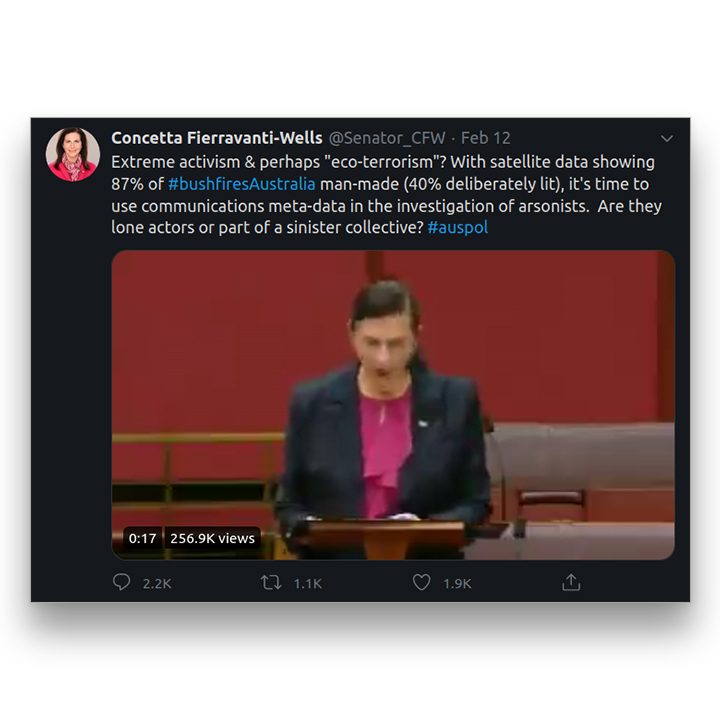 Concetta Fierravanti-Wells @Senator_CFW · Feb 12
Extreme activism & perhaps "eco-terrorism"? With satellite data showing
87% of #bushfiresAustralia man-made (40% deliberately lit), it's time to
use communications meta-data in the investigation of arsonists. Are they
lone actors or part of a sinister collective? #auspol
0:17 256.9K views
2.2K 1.1K 1.9K